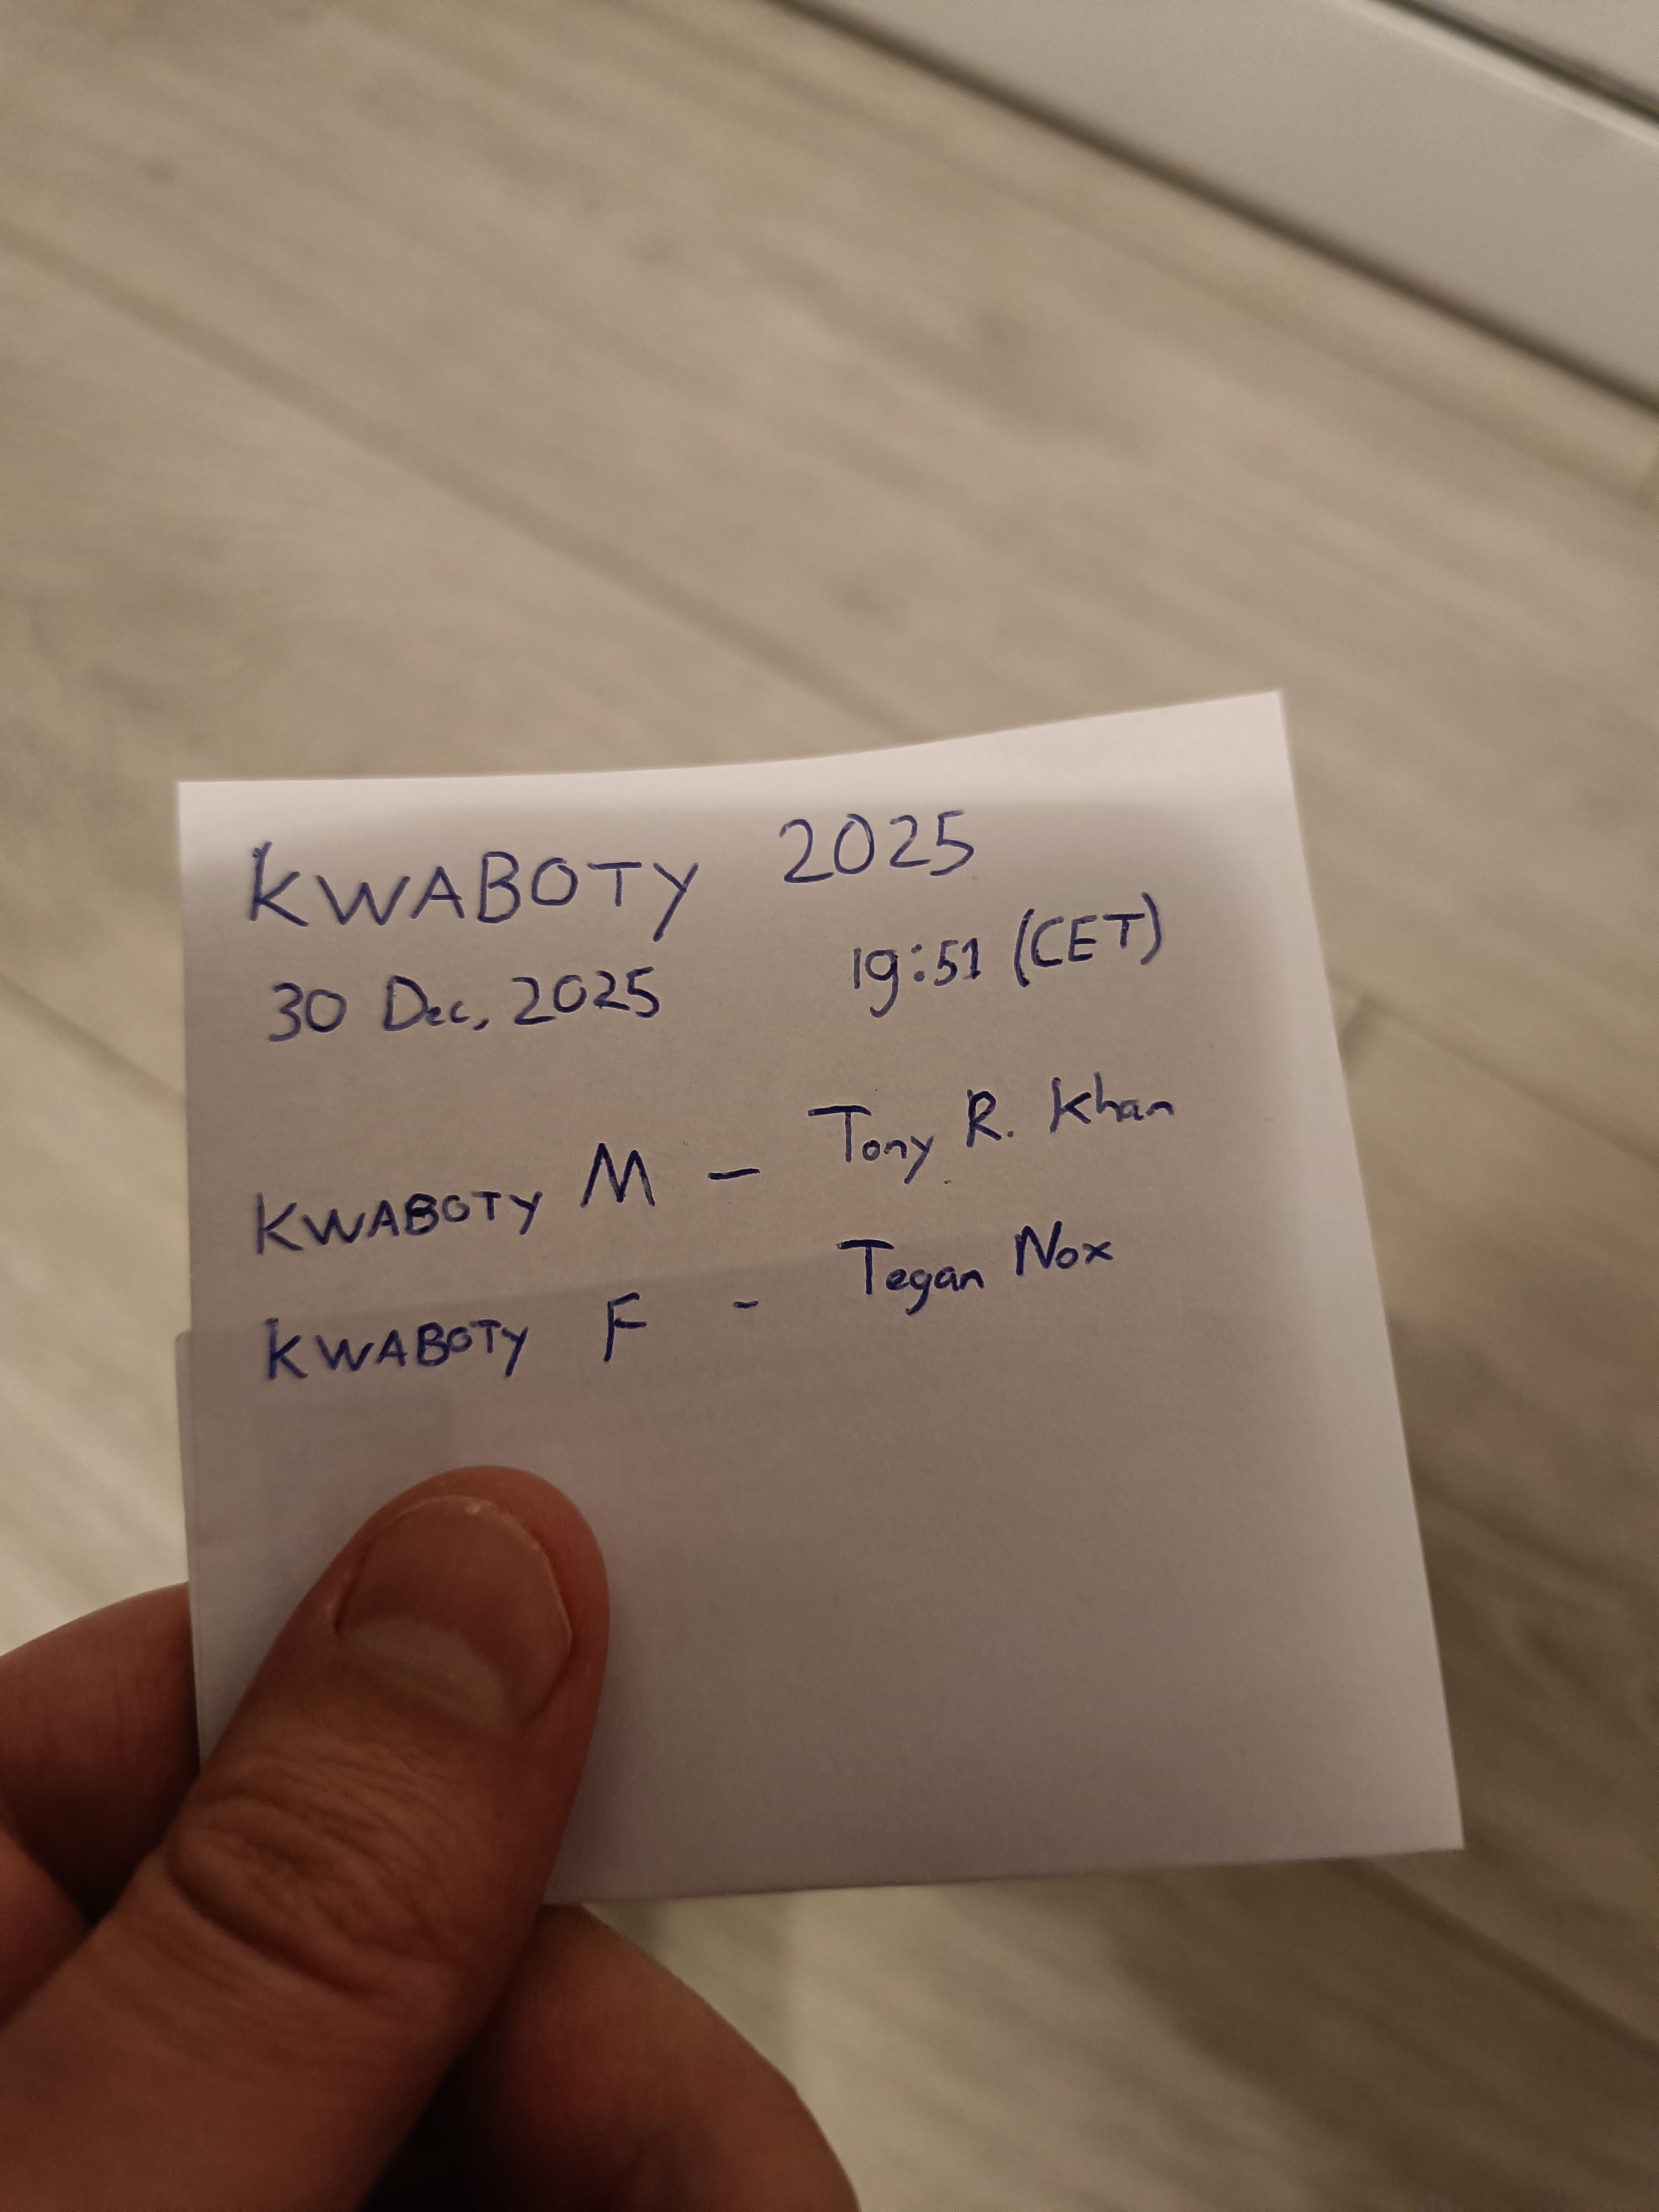 KWABOTY 2025
30 Dec, 2025 19:51 (CET)
KWABOTY M - Tony R. Khan
KWABOTY F - Tegan Nox